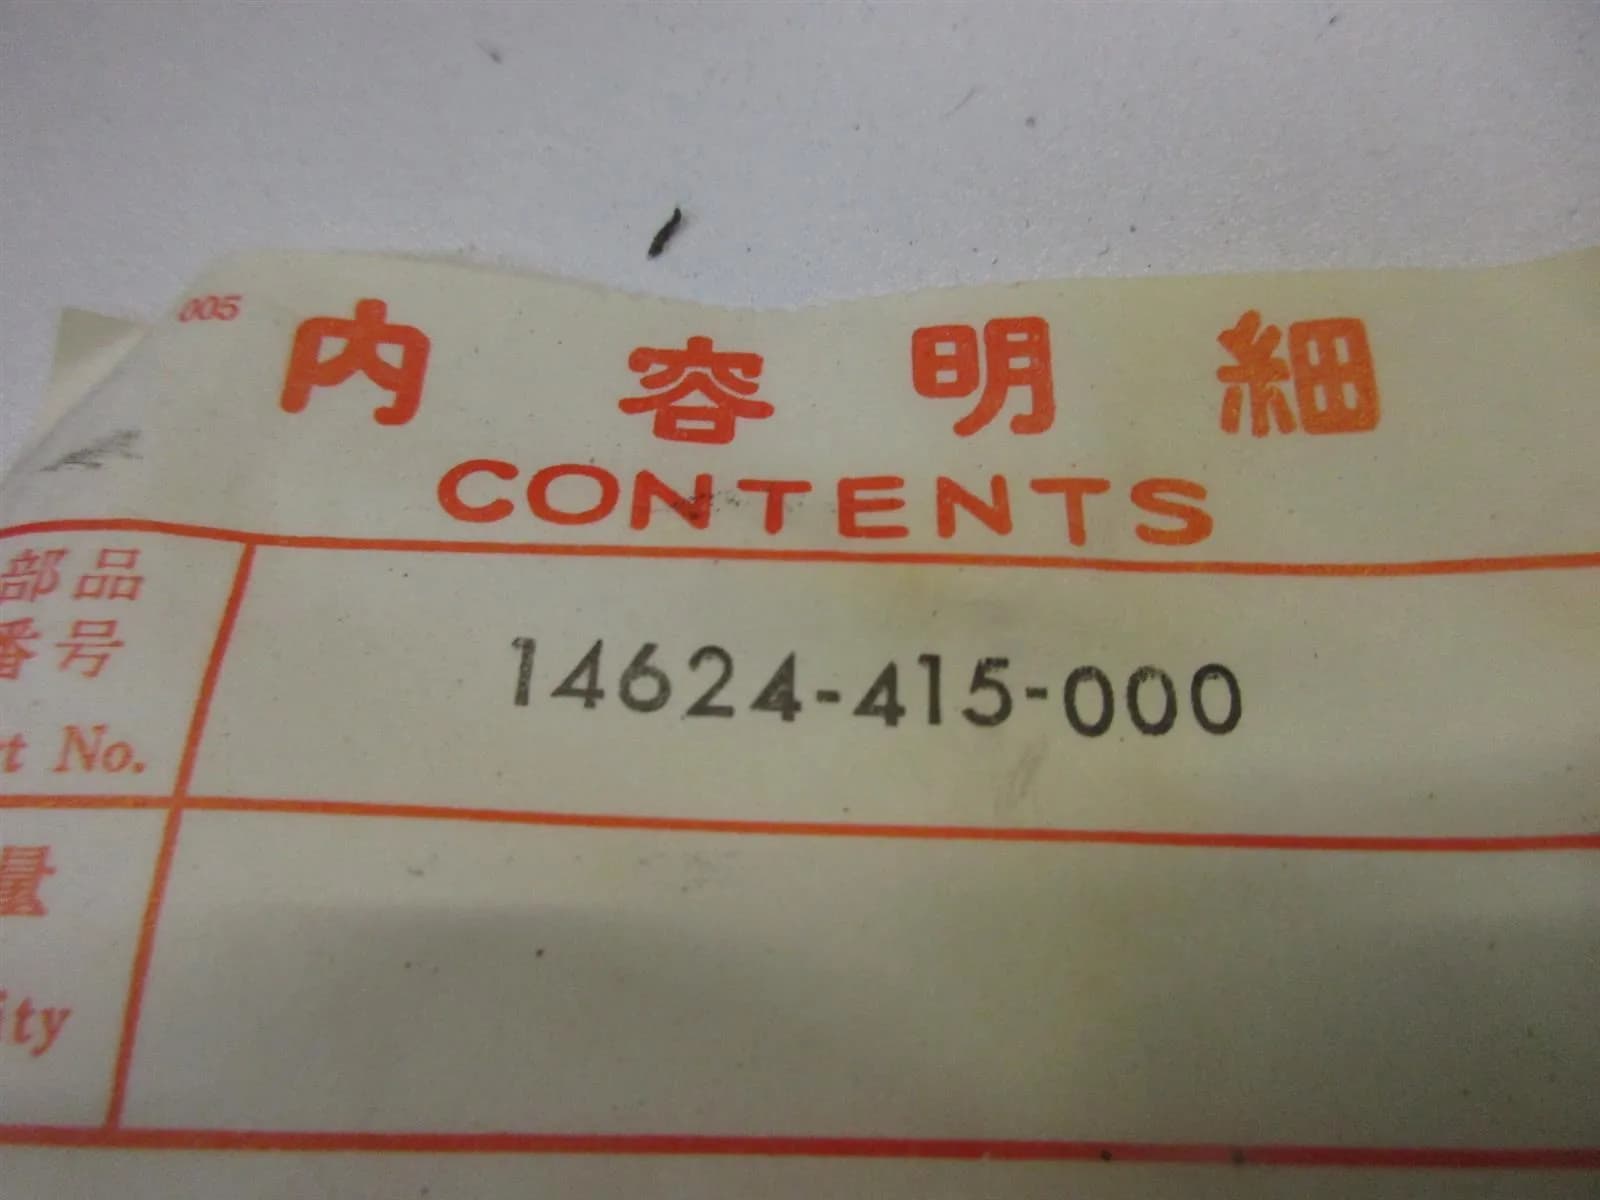 005
内容明細
CONTENTS
部品
番号
14624-415-000
t No.
量
ity